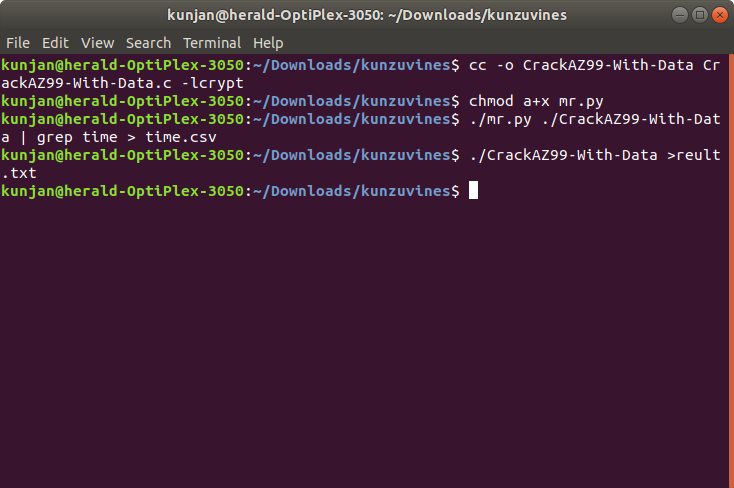 kunjan@herald-OptiPlex-3050: ~/Downloads/kunzuvines
File Edit View Search Terminal Help
kunjan@herald-OptiPlex-3050:~/Downloads/kunzuvines$ cc -o CrackAZ99-With-Data Cr
ackAZ99-With-Data.c -lcrypt
kunjan@herald-OptiPlex-3050:~/Downloads/kunzuvines$ chmod a+x mr.py
kunjan@herald-OptiPlex-3050:~/Downloads/kunzuvines$ ./mr.py ./CrackAZ99-With-Dat
a | grep time > time.csv
kunjan@herald-OptiPlex-3050:~/Downloads/kunzuvines$ ./CrackAZ99-With-Data >reult
.txt
kunjan@herald-OptiPlex-3050:~/Downloads/kunzuvines$